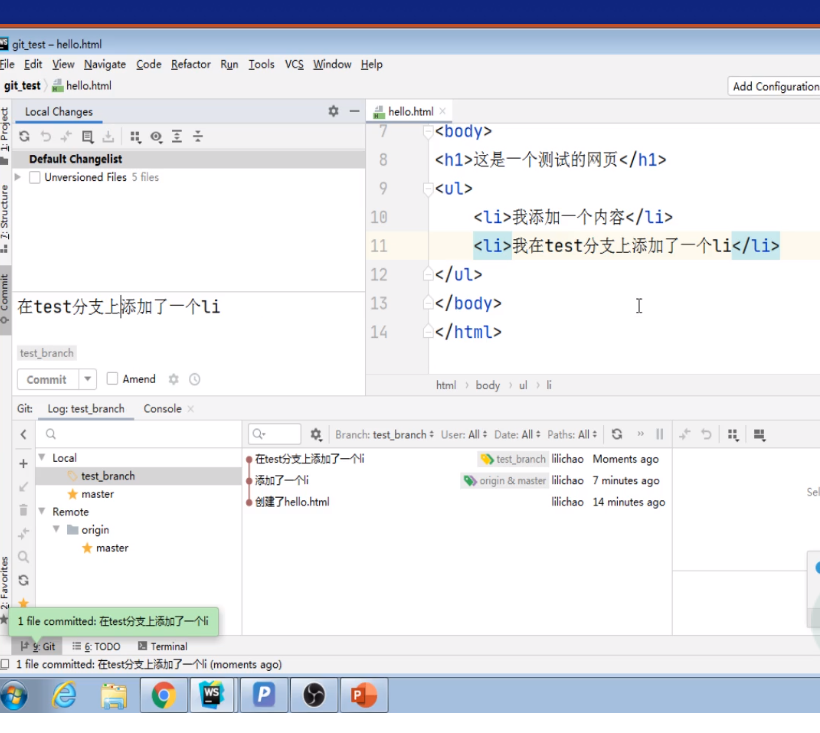 git_test – hello.html
File Edit View Navigate Code Refactor Run Tools VCS Window Help
git_test hello.html
Add Configuration
1: Project
Local Changes
hello.html
Default Changelist
Unversioned Files 5 files
7: Structure
Commit
7 <body>
8 <h1>这是一个测试的网页</h1>
9 <ul>
10 <li>我添加一个内容</li>
11 <li>我在test分支上添加了一个li</li>
12 </ul>
13 </body>
14 </html>
在test分支上添加了一个li
test_branch
Commit Amend
html › body › ul › li
Git: Log: test_branch Console
Branch: test_branch User: All Date: All Paths: All
Local
test_branch
master
Remote
origin
master
在test分支上添加了一个li test_branch lilichao Moments ago
添加了一个li origin & master lilichao 7 minutes ago
创建了hello.html lilichao 14 minutes ago
Sel
2: Favorites
1 file committed: 在test分支上添加了一个li
9: Git 6: TODO Terminal
1 file committed: 在test分支上添加了一个li (moments ago)
WS
P
P